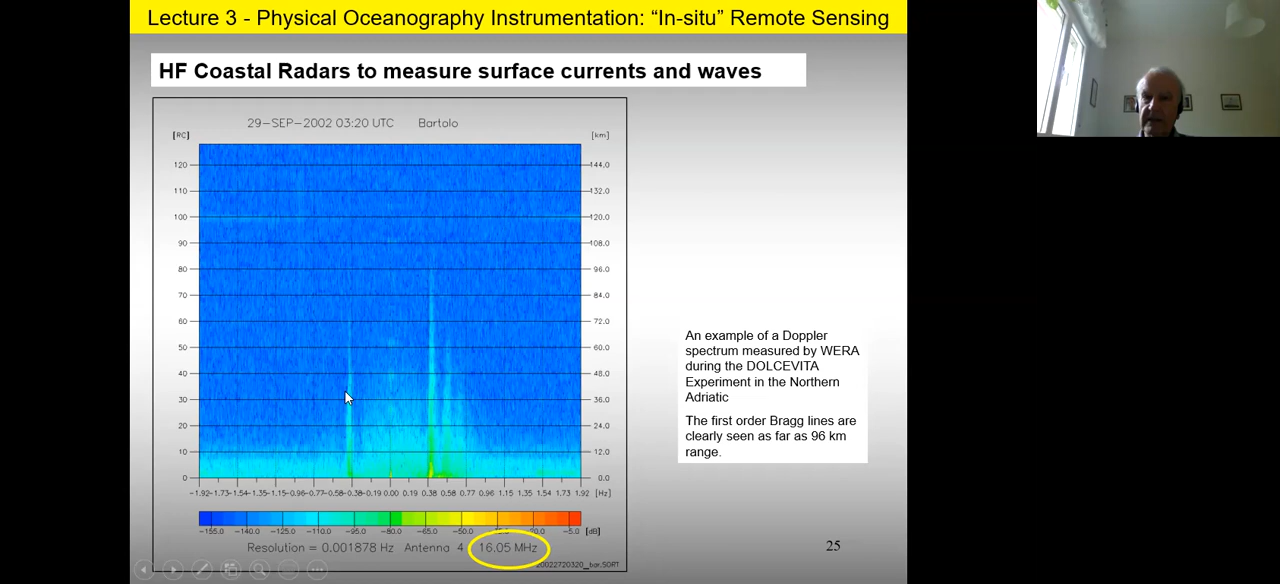 Lecture 3 - Physical Oceanography Instrumentation: “In-situ” Remote Sensing
HF Coastal Radars to measure surface currents and waves
29-SEP-2002 03:20 UTC Bartolo
[RC] [km]
120 144.0
110 132.0
100 120.0
90 108.0
80 96.0
70 84.0
60 72.0
50 60.0
40 48.0
30 36.0
20 24.0
10 12.0
0 0.0
-1.92 -1.73 -1.54 -1.35 -1.15 -0.96 -0.77 -0.58 -0.38 -0.19 0.00 0.19 0.38 0.58 0.77 0.96 1.15 1.35 1.54 1.73 1.92 [Hz]
-155.0 -140.0 -125.0 -110.0 -95.0 -80.0 -65.0 -50.0 -5.0 [dB]
Resolution = 0.001878 Hz Antenna 4 16.05 MHz
20022720320_bar.SORT
An example of a Doppler
spectrum measured by WERA
during the DOLCEVITA
Experiment in the Northern
Adriatic
The first order Bragg lines are
clearly seen as far as 96 km
range.
25